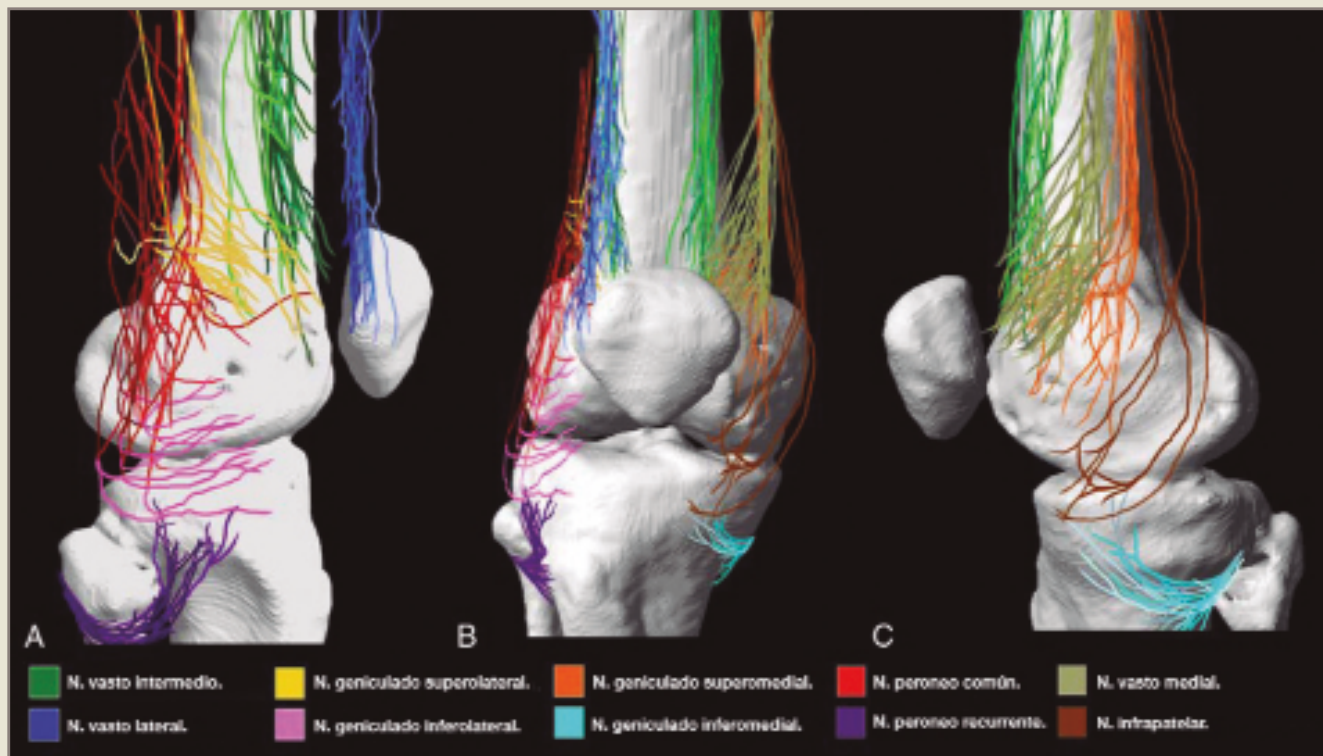 A B C
N. vasto intermedio. N. geniculado superolateral. N. geniculado superomedial. N. peroneo común. N. vasto medial.
N. vasto lateral. N. geniculado inferolateral. N. geniculado inferomedial. N. peroneo recurrente. N. infrapatelar.